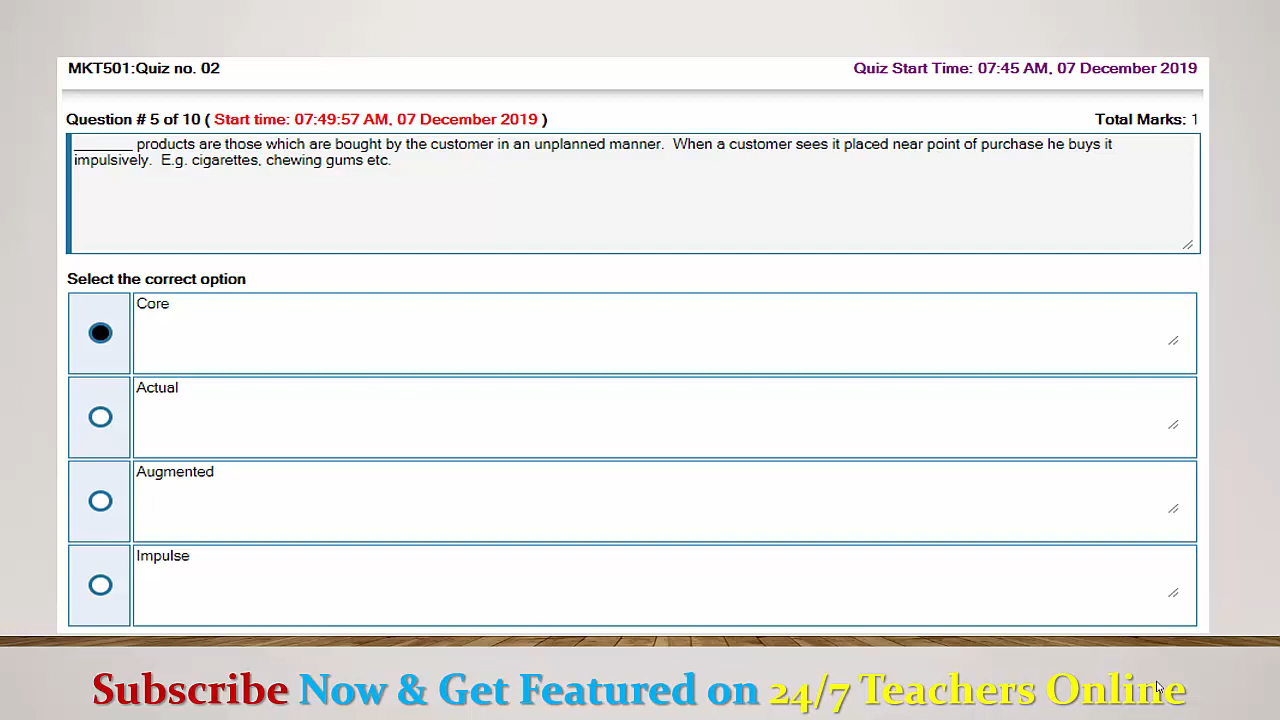 MKT501:Quiz no. 02
Quiz Start Time: 07:45 AM, 07 December 2019
Question # 5 of 10 ( Start time: 07:49:57 AM, 07 December 2019 )
Total Marks: 1
_______ products are those which are bought by the customer in an unplanned manner.  When a customer sees it placed near point of purchase he buys it
impulsively.  E.g. cigarettes, chewing gums etc.
Select the correct option
Core
Actual
Augmented
Impulse
Subscribe Now & Get Featured on 24/7 Teachers Online